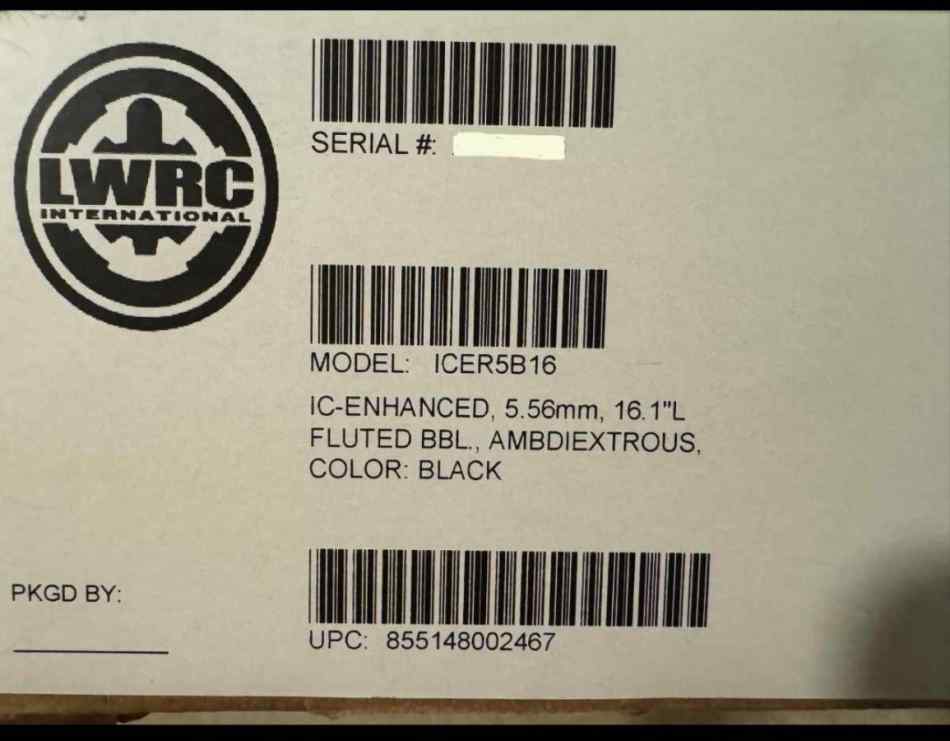 LWRC
INTERNATIONAL
SERIAL #:
MODEL: ICER5B16
IC-ENHANCED, 5.56mm, 16.1"L
FLUTED BBL., AMBDIEXTROUS,
COLOR: BLACK
PKGD BY:
UPC: 855148002467